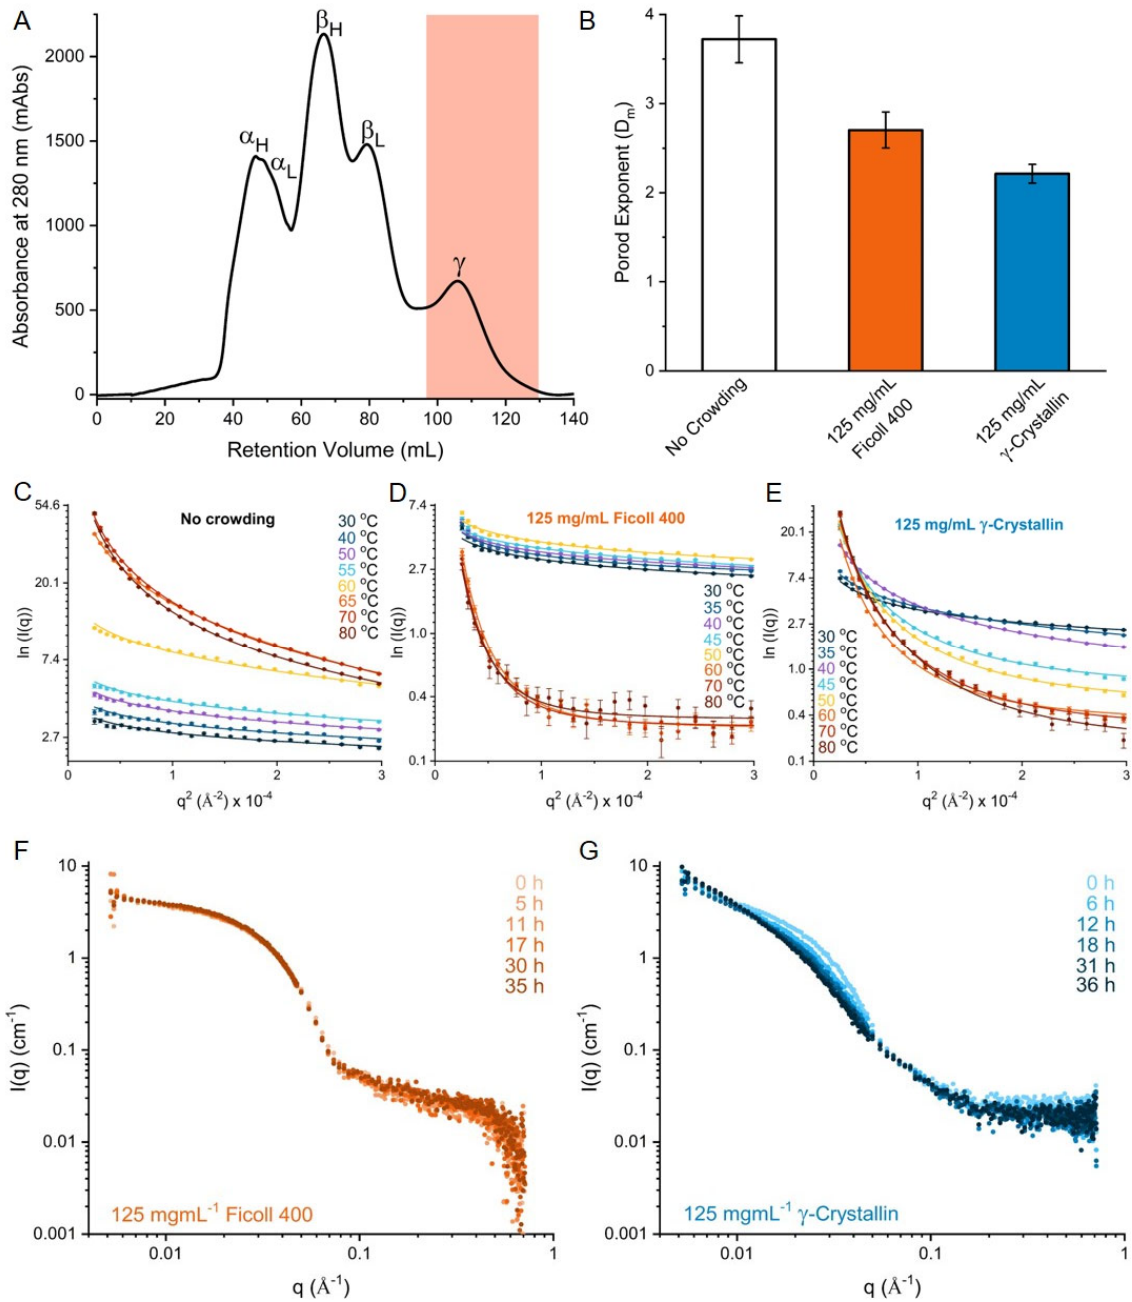 A
Absorbance at 280 nm (mAbs)
2000
1500
1000
500
0
αH
αL
βH
βL
γ
0 20 40 60 80 100 120 140
Retention Volume (mL)
B
Porod Exponent (Dm)
4
3
2
1
0
No Crowding
125 mg/mL
Ficoll 400
125 mg/mL
γ-Crystallin
C
ln (I(q))
54.6
20.1
7.4
2.7
No crowding
30 °C
40 °C
50 °C
55 °C
60 °C
65 °C
70 °C
80 °C
0 1 2 3
q² (Å⁻²) x 10⁻⁴
D
ln (I(q))
7.4
2.7
1.0
0.4
0.1
125 mg/mL Ficoll 400
30 °C
35 °C
40 °C
45 °C
50 °C
60 °C
70 °C
80 °C
0 1 2 3
q² (Å⁻²) x 10⁻⁴
E
ln (I(q))
20.1
7.4
2.7
1.0
0.4
0.1
125 mg/mL γ-Crystallin
30 °C
35 °C
40 °C
45 °C
50 °C
60 °C
70 °C
80 °C
0 1 2 3
q² (Å⁻²) x 10⁻⁴
F
I(q) (cm⁻¹)
10
1
0.1
0.01
0.001
0 h
5 h
11 h
17 h
30 h
35 h
125 mgmL⁻¹ Ficoll 400
0.01 0.1 1
q (Å⁻¹)
G
I(q) (cm⁻¹)
10
1
0.1
0.01
0.001
0 h
6 h
12 h
18 h
31 h
36 h
125 mgmL⁻¹ γ-Crystallin
0.01 0.1 1
q (Å⁻¹)